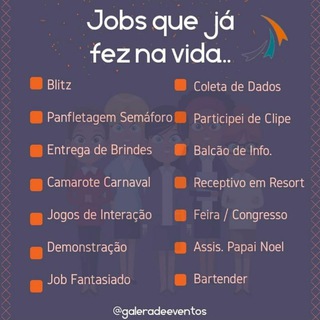 Jobs que já
fez na vida..
Blitz
Panfletagem Semáforo
Entrega de Brindes
Camarote Carnaval
Jogos de Interação
Demonstração
Job Fantasiado
Coleta de Dados
Participei de Clipe
Balcão de Info.
Receptivo em Resort
Feira / Congresso
Assis. Papai Noel
Bartender
@galeradeeventos